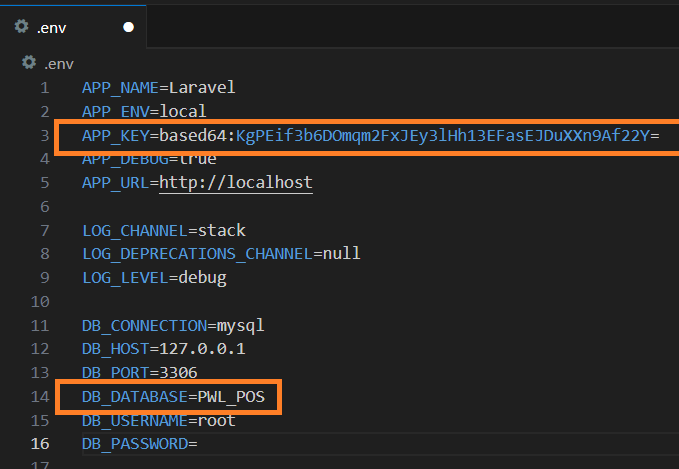 .env
.env
1 APP_NAME=Laravel
2 APP_ENV=local
3 APP_KEY=based64:KgPEif3b6DOmqm2FxJEy3lHh13EFasEJDuXXn9Af22Y=
4 APP_DEBUG=true
5 APP_URL=http://localhost
6
7 LOG_CHANNEL=stack
8 LOG_DEPRECATIONS_CHANNEL=null
9 LOG_LEVEL=debug
10
11 DB_CONNECTION=mysql
12 DB_HOST=127.0.0.1
13 DB_PORT=3306
14 DB_DATABASE=PWL_POS
15 DB_USERNAME=root
16 DB_PASSWORD=
17